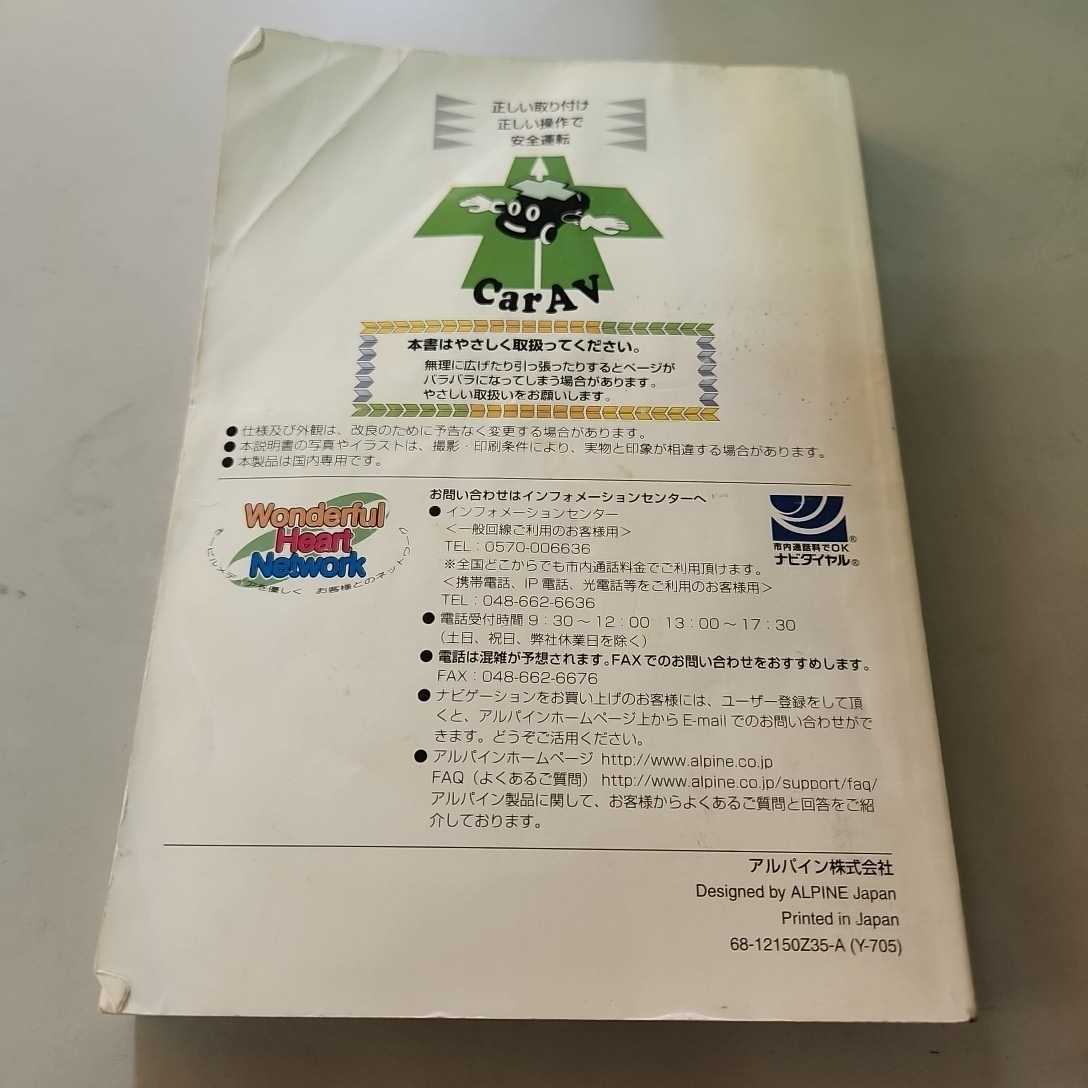 正しい取り付け
正しい操作で
安全運転
CarAV
本書はやさしく取扱ってください。
無理に広げたり引っ張ったりするとページが
バラバラになってしまう場合があります。
やさしい取扱いをお願いします。
● 仕様及び外観は、改良のために予告なく変更する場合があります。
● 本説明書の写真やイラストは、撮影・印刷条件により、実物と印象が相違する場合があります。
● 本製品は国内専用です。
Wonderful
Heart
Network
お客様とのネットワーク
お問い合わせはインフォメーションセンターへ
● インフォメーションセンター
＜一般回線ご利用のお客様用＞
TEL：0570-006636
※全国どこからでも市内通話料金でご利用頂けます。
＜携帯電話、IP電話、光電話等をご利用のお客様用＞
TEL：048-662-6636
● 電話受付時間 9：30～12：00 13：00～17：30
（土日、祝日、弊社休業日を除く）
● 電話は混雑が予想されます。FAXでのお問い合わせをおすすめします。
FAX：048-662-6676
● ナビゲーションをお買い上げのお客様には、ユーザー登録をして頂
くと、アルパインホームページ上からE-mailでのお問い合わせがで
きます。どうぞご活用ください。
● アルパインホームページ http://www.alpine.co.jp
FAQ（よくあるご質問） http://www.alpine.co.jp/support/faq/
アルパイン製品に関して、お客様からよくあるご質問と回答をご紹
介しております。
市内通話料でOK
ナビダイヤル®
アルパイン株式会社
Designed by ALPINE Japan
Printed in Japan
68-12150Z35-A (Y-705)